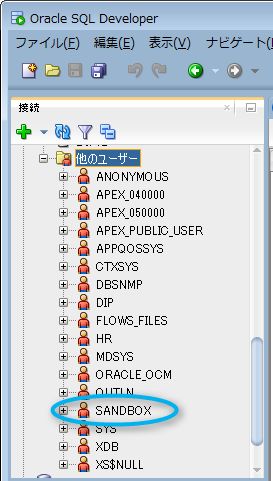 Oracle SQL Developer
ファイル(F) 編集(E) 表示(V) ナビゲート(
接続
他のユーザー
ANONYMOUS
APEX_040000
APEX_050000
APEX_PUBLIC_USER
APPQOSSYS
CTXSYS
DBSNMP
DIP
FLOWS_FILES
HR
MDSYS
ORACLE_OCM
OUTLN
SANDBOX
SYS
XDB
XS$NULL